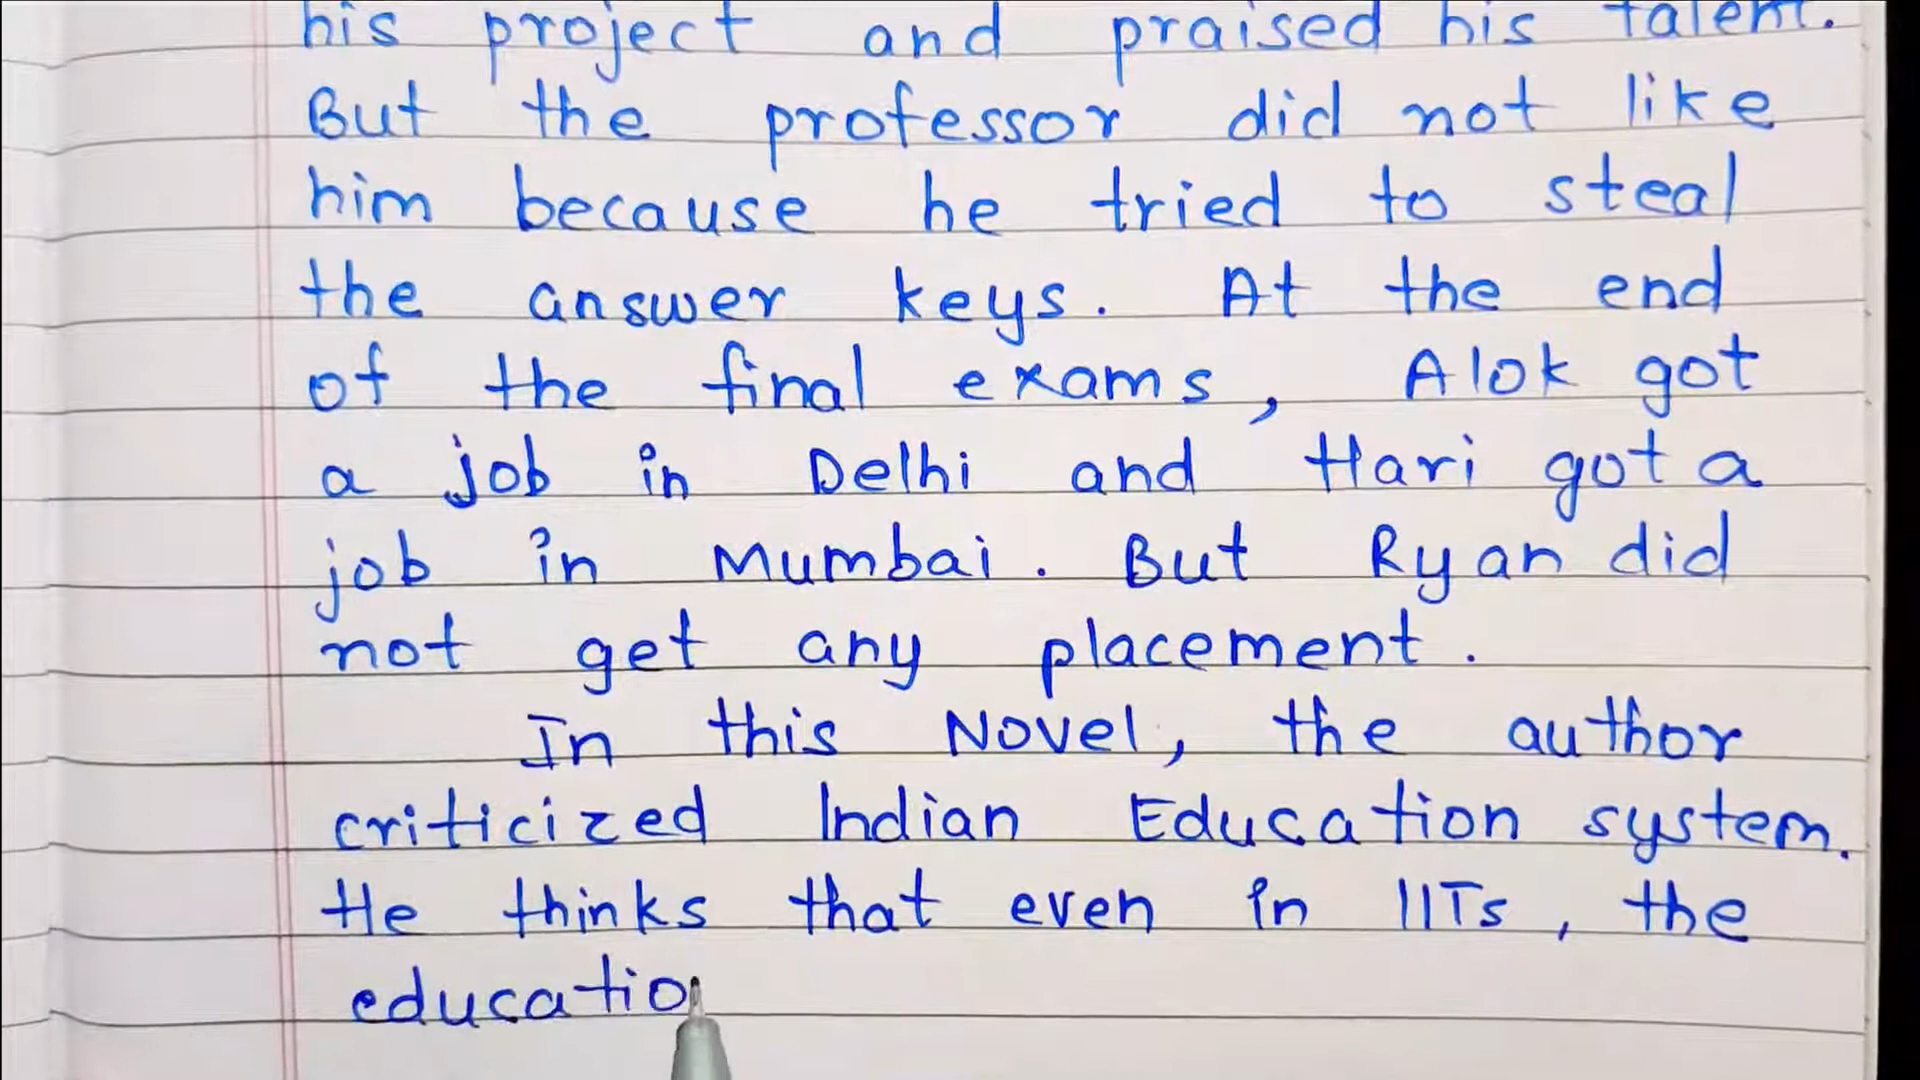 his project and praised his talent.
But the professor did not like
him because he tried to steal
the answer keys. At the end
of the final exams, Alok got
a job in Delhi and Hari got a
job in Mumbai. But Ryan did
not get any placement.
In this Novel, the author
criticized Indian Education system.
He thinks that even in IITs, the
educatio